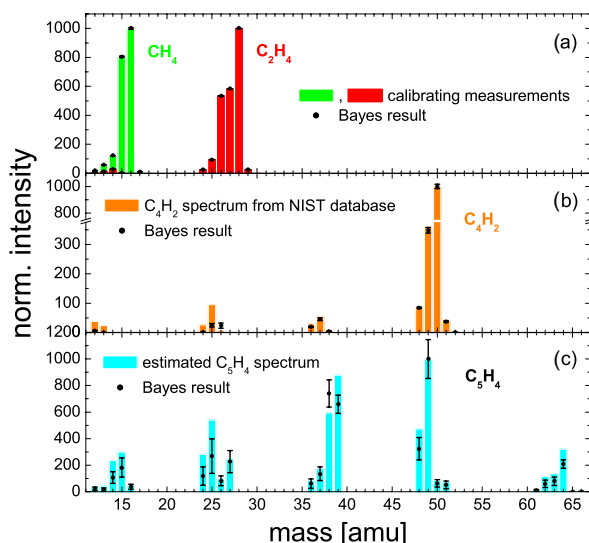 1000
800
600
400
200
0
CH₄
C₂H₄
(a)
, calibrating measurements
Bayes result
1000
900
300
200
100
1200
C₄H₂ spectrum from NIST database
Bayes result
(b)
C₄H₂
1000
800
600
400
200
0
estimated C₅H₄ spectrum
Bayes result
(c)
C₅H₄
15 20 25 30 35 40 45 50 55 60 65
mass [amu]
norm. intensity